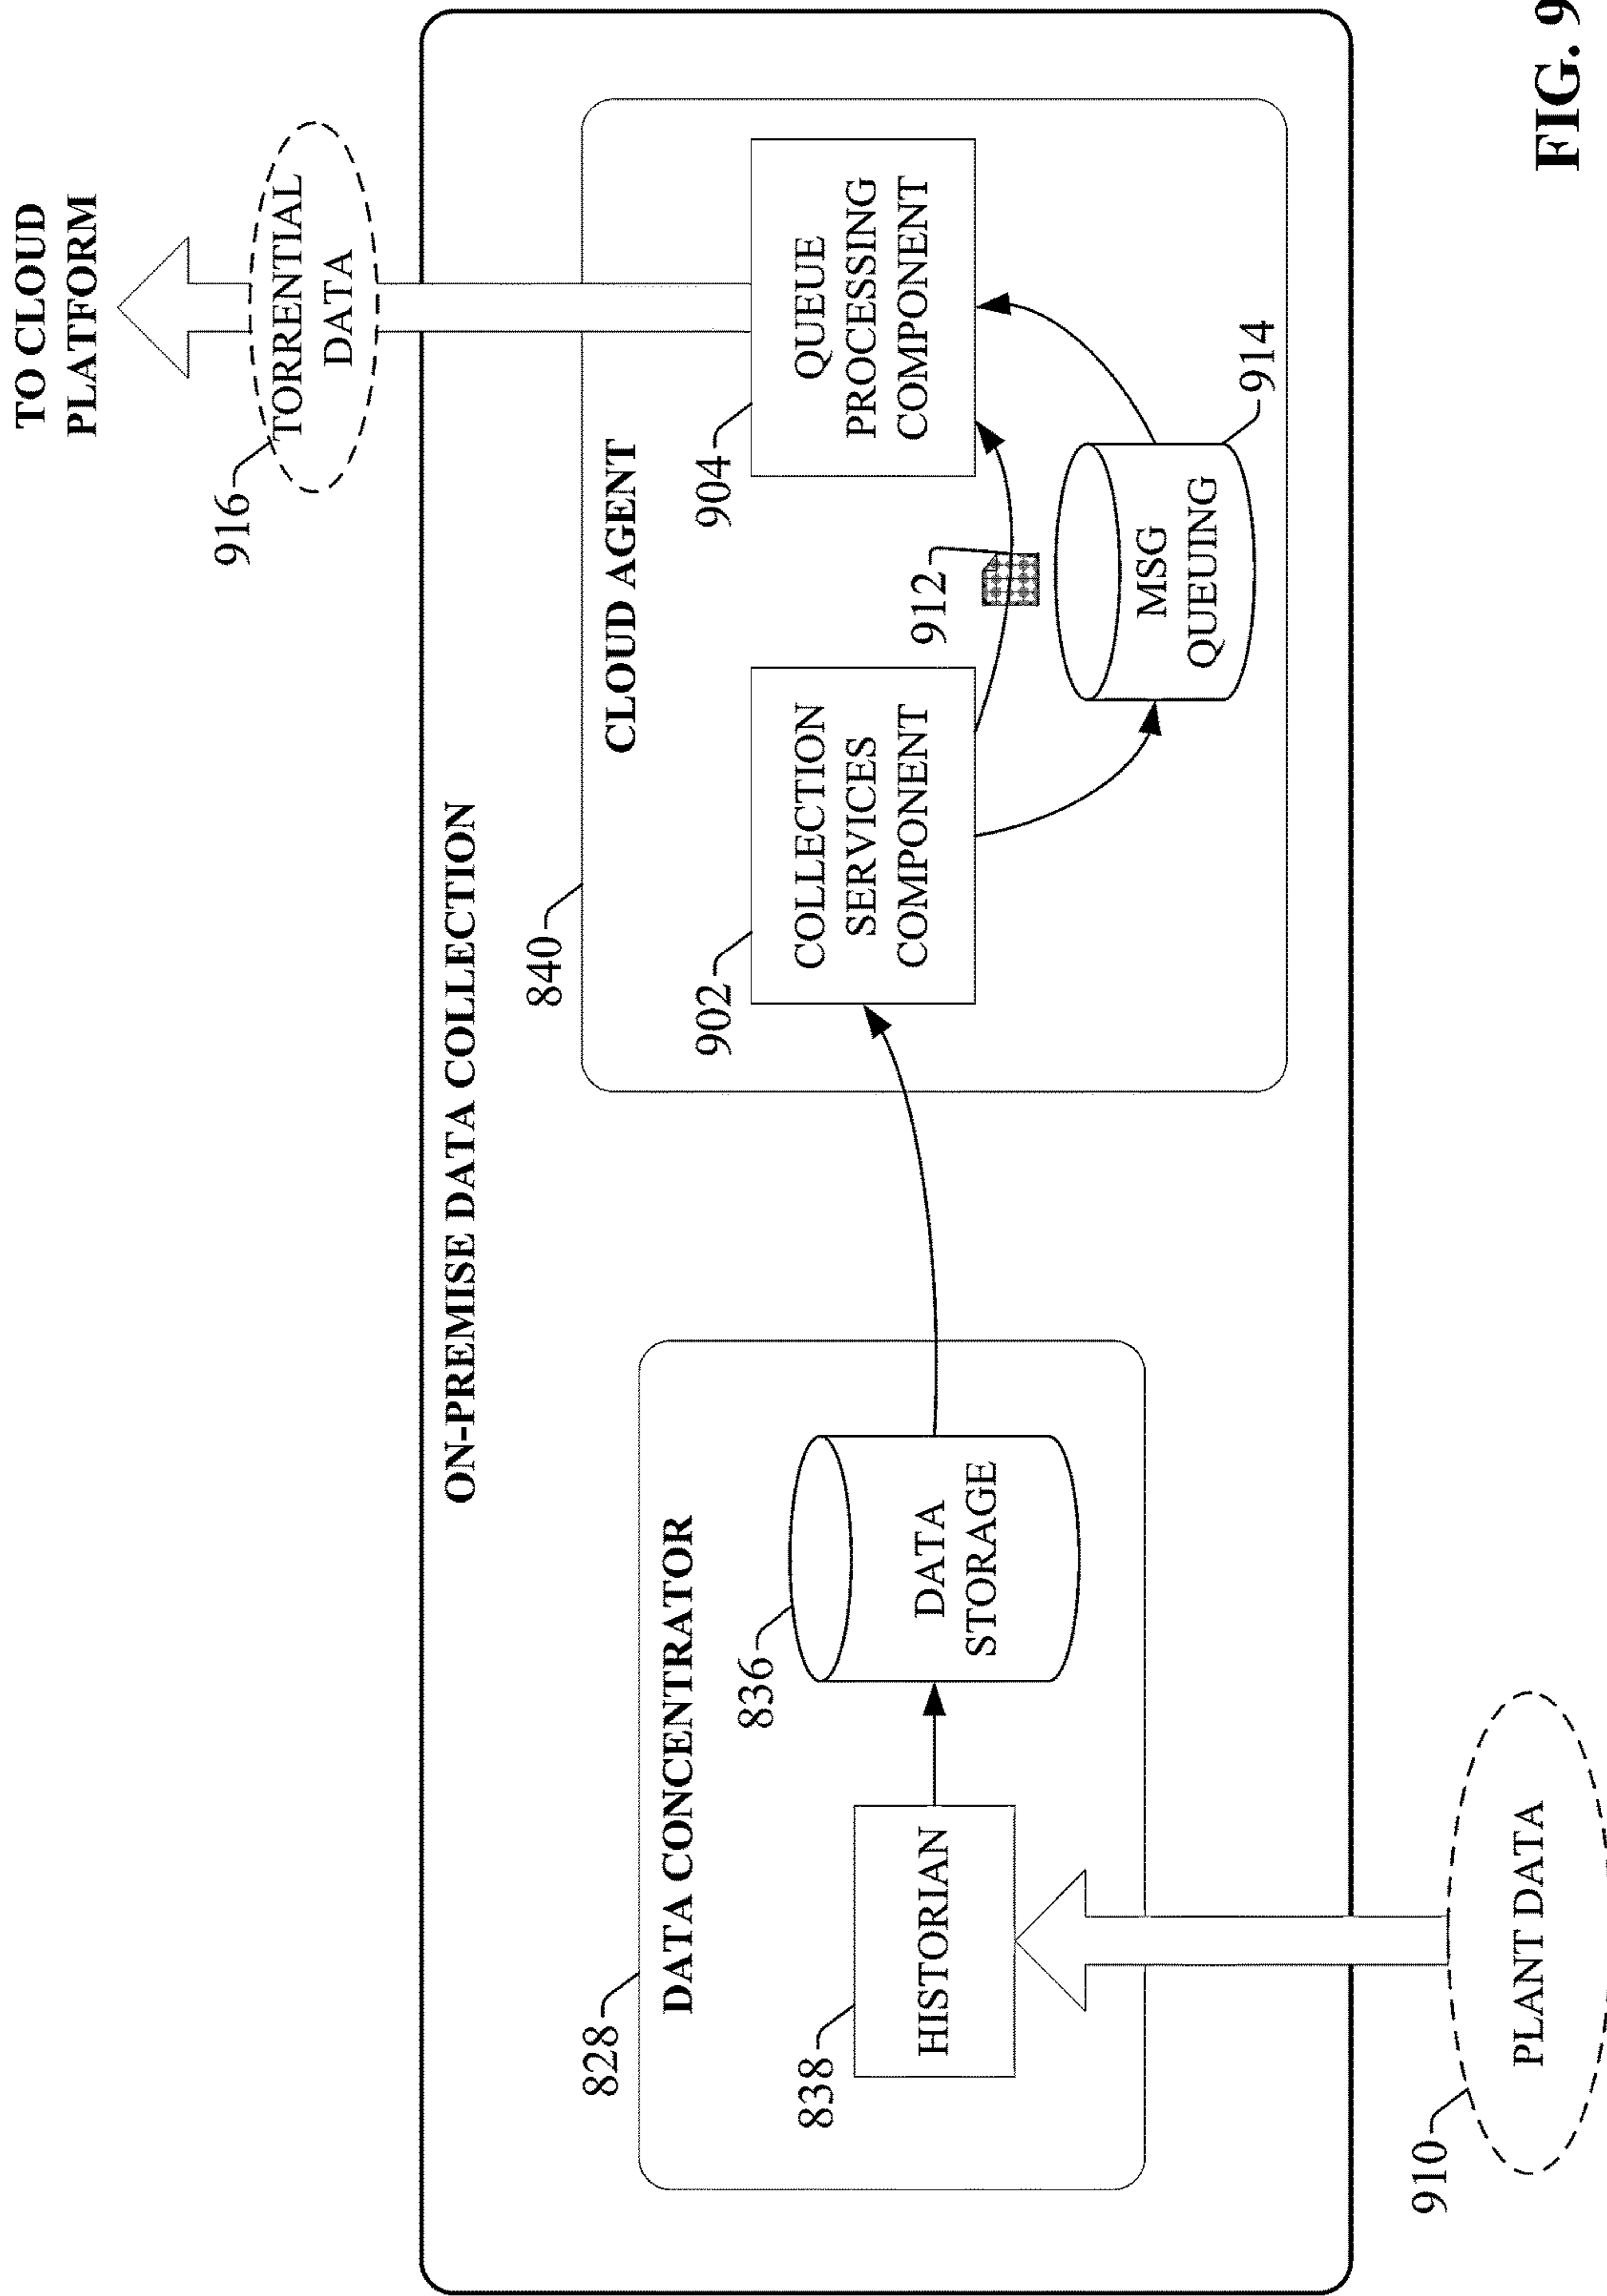 TO CLOUD
PLATFORM
916
TORRENTIAL
DATA
ON-PREMISE DATA COLLECTION
840
CLOUD AGENT
828
DATA CONCENTRATOR
902
COLLECTION
SERVICES
COMPONENT
904
QUEUE
PROCESSING
COMPONENT
836
DATA
STORAGE
838
HISTORIAN
912
MSG
QUEUING
914
910
PLANT DATA
FIG. 9